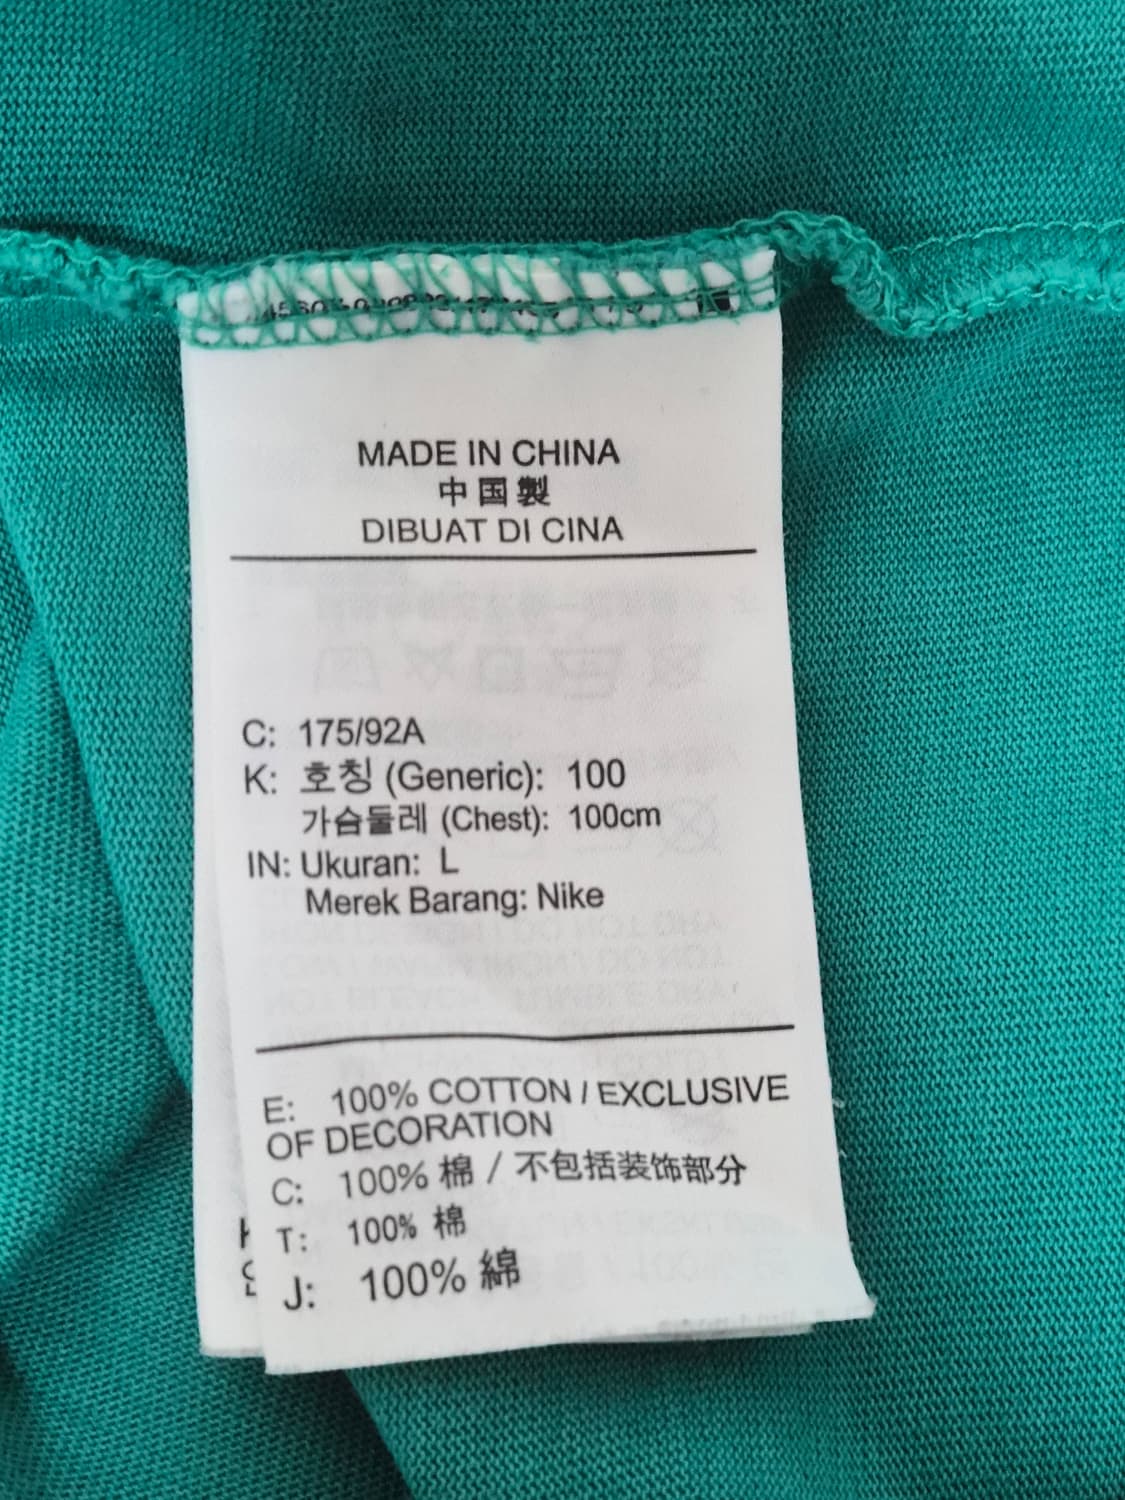 MADE IN CHINA
中国製
DIBUAT DI CINA
C: 175/92A
K: 호칭 (Generic): 100
가슴둘레 (Chest): 100cm
IN: Ukuran: L
Merek Barang: Nike
E: 100% COTTON / EXCLUSIVE
OF DECORATION
C: 100% 棉 / 不包括装饰部分
T: 100% 棉
J: 100% 綿